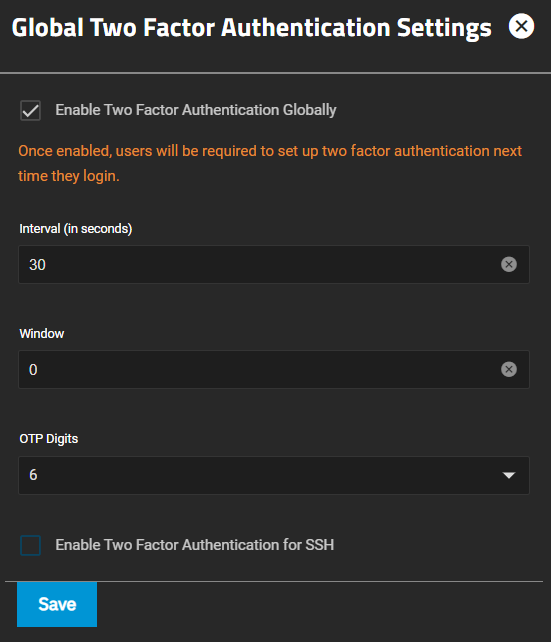 Global Two Factor Authentication Settings
Enable Two Factor Authentication Globally
Once enabled, users will be required to set up two factor authentication next
time they login.
Interval (in seconds)
30
Window
0
OTP Digits
6
Enable Two Factor Authentication for SSH
Save